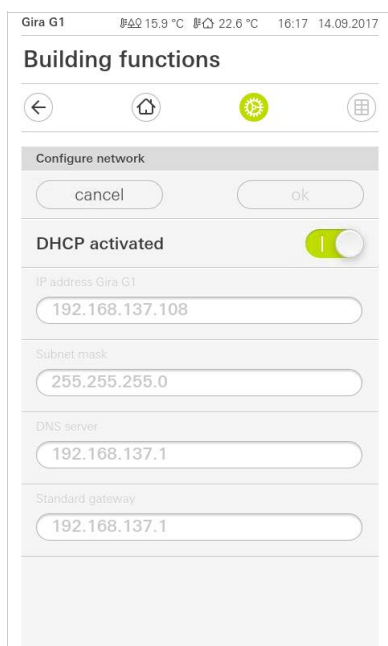 Gira G1 15.9 °C 22.6 °C 16:17 14.09.2017
Building functions
Configure network
cancel ok
DHCP activated
IP address Gira G1
192.168.137.108
Subnet mask
255.255.255.0
DNS server
192.168.137.1
Standard gateway
192.168.137.1